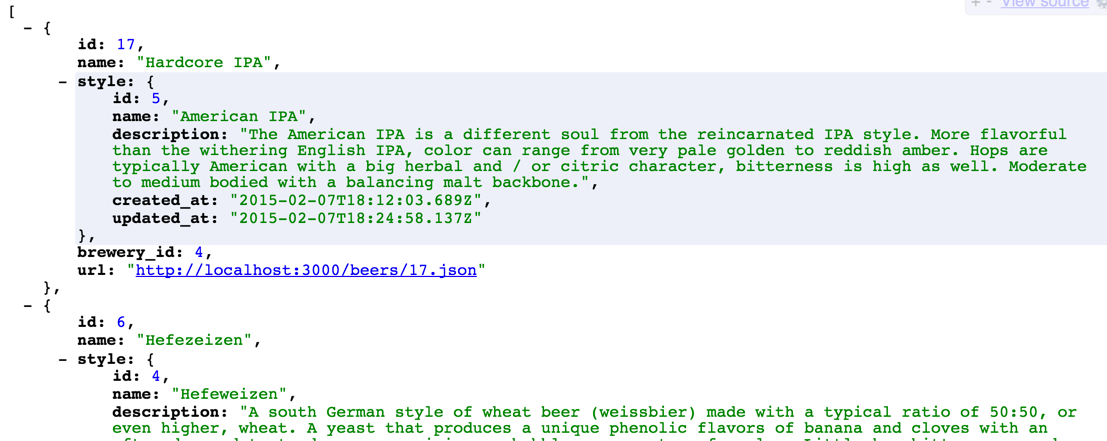 + - View source
[
- {
id: 17,
name: "Hardcore IPA",
- style: {
id: 5,
name: "American IPA",
description: "The American IPA is a different soul from the reincarnated IPA style. More flavorful
than the withering English IPA, color can range from very pale golden to reddish amber. Hops are
typically American with a big herbal and / or citric character, bitterness is high as well. Moderate
to medium bodied with a balancing malt backbone.",
created_at: "2015-02-07T18:12:03.689Z",
updated_at: "2015-02-07T18:24:58.137Z"
},
brewery_id: 4,
url: "http://localhost:3000/beers/17.json"
},
- {
id: 6,
name: "Hefezeizen",
- style: {
id: 4,
name: "Hefeweizen",
description: "A south German style of wheat beer (weissbier) made with a typical ratio of 50:50, or
even higher, wheat. A yeast that produces a unique phenolic flavors of banana and cloves with an